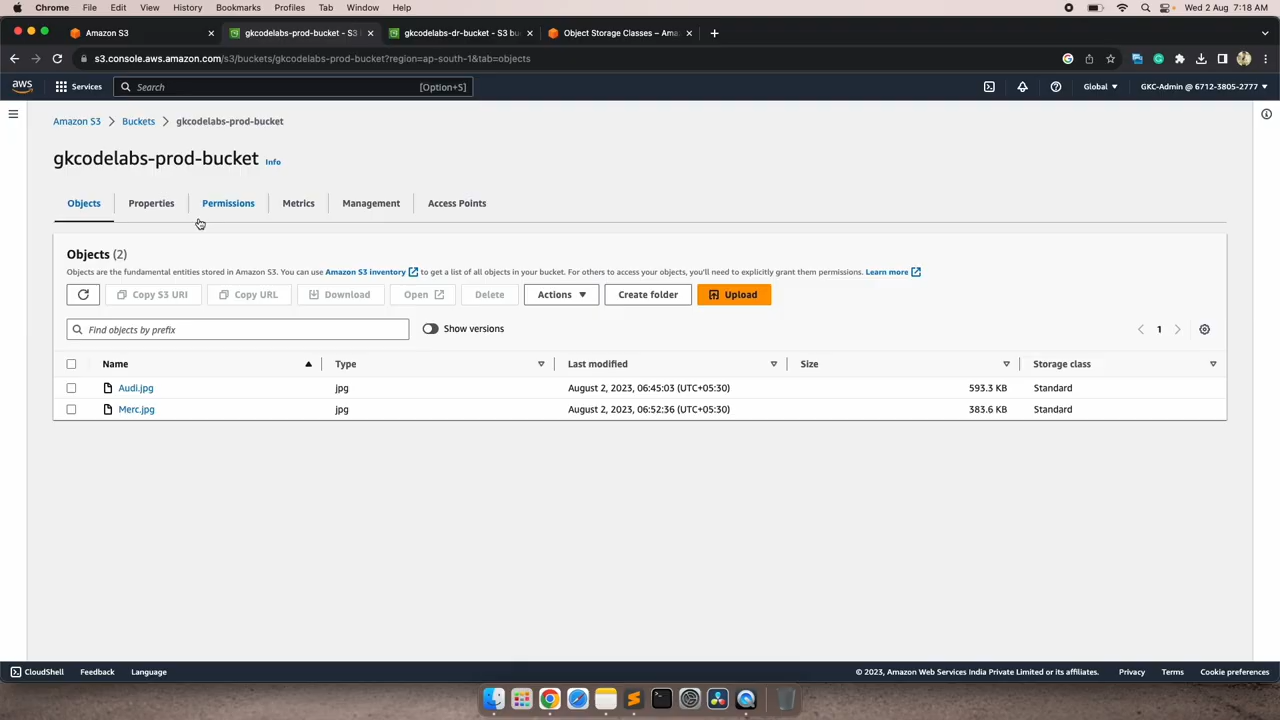 Chrome File Edit View History Bookmarks Profiles Tab Window Help Wed 2 Aug 7:18 AM
Amazon S3 gkcodelabs-prod-bucket - S3 gkcodelabs-dr-bucket - S3 bu Object Storage Classes – Ama
s3.console.aws.amazon.com/s3/buckets/gkcodelabs-prod-bucket?region=ap-south-1&tab=objects
aws Services Search [Option+S] Global GKC-Admin @ 6712-3805-2777
Amazon S3 Buckets gkcodelabs-prod-bucket
gkcodelabs-prod-bucket Info
Objects Properties Permissions Metrics Management Access Points
Objects (2)
Objects are the fundamental entities stored in Amazon S3. You can use Amazon S3 inventory to get a list of all objects in your bucket. For others to access your objects, you'll need to explicitly grant them permissions. Learn more
Copy S3 URI Copy URL Download Open Delete Actions Create folder Upload
Find objects by prefix Show versions 1
Name Type Last modified Size Storage class
Audi.jpg jpg August 2, 2023, 06:45:03 (UTC+05:30) 593.3 KB Standard
Merc.jpg jpg August 2, 2023, 06:52:36 (UTC+05:30) 383.6 KB Standard
CloudShell Feedback Language © 2023, Amazon Web Services India Private Limited or its affiliates. Privacy Terms Cookie preferences